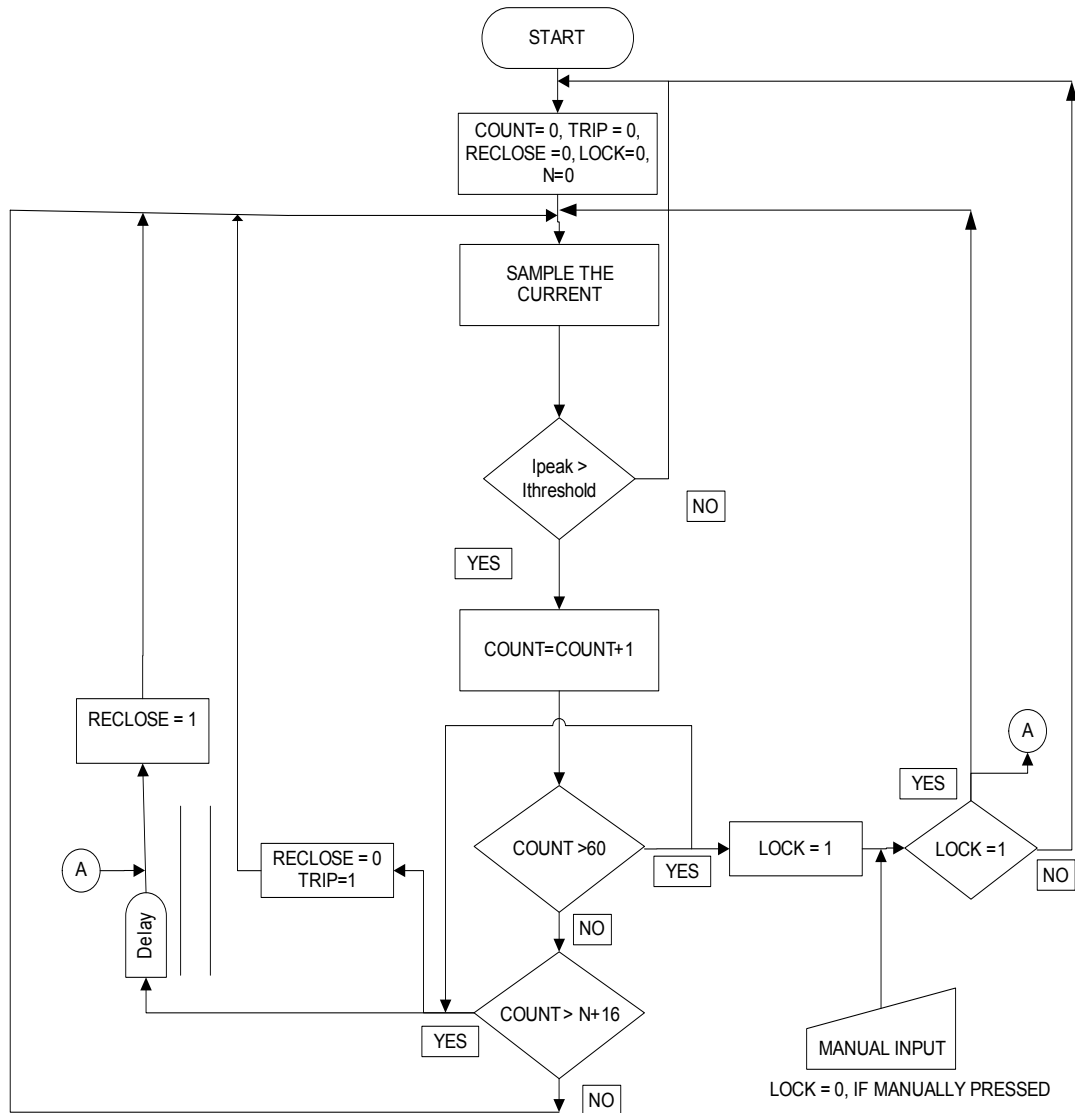 START
COUNT= 0, TRIP = 0,
RECLOSE =0, LOCK=0,
N=0
SAMPLE THE
CURRENT
Ipeak >
Ithreshold
NO
YES
COUNT=COUNT+1
RECLOSE = 1
A
YES
COUNT >60
YES
LOCK = 1
LOCK =1
NO
RECLOSE = 0
TRIP=1
A
Delay
NO
COUNT > N+16
YES
NO
MANUAL INPUT
LOCK = 0, IF MANUALLY PRESSED